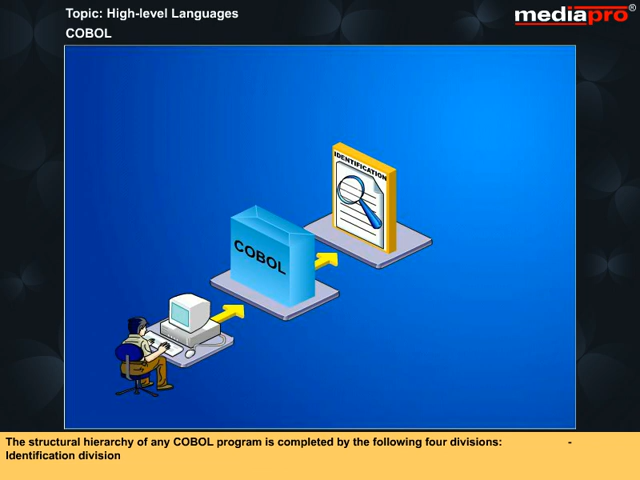 Topic: High-level Languages
COBOL
mediapro®
IDENTIFICATION
COBOL
The structural hierarchy of any COBOL program is completed by the following four divisions: -
Identification division